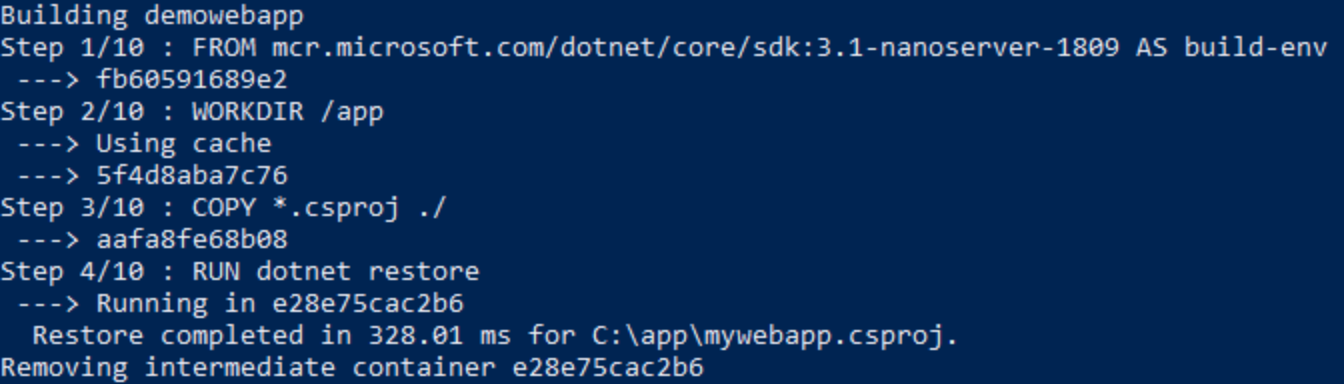 Building demowebapp
Step 1/10 : FROM mcr.microsoft.com/dotnet/core/sdk:3.1-nanoserver-1809 AS build-env
 ---> fb60591689e2
Step 2/10 : WORKDIR /app
 ---> Using cache
 ---> 5f4d8aba7c76
Step 3/10 : COPY *.csproj ./
 ---> aafa8fe68b08
Step 4/10 : RUN dotnet restore
 ---> Running in e28e75cac2b6
  Restore completed in 328.01 ms for C:\app\mywebapp.csproj.
Removing intermediate container e28e75cac2b6